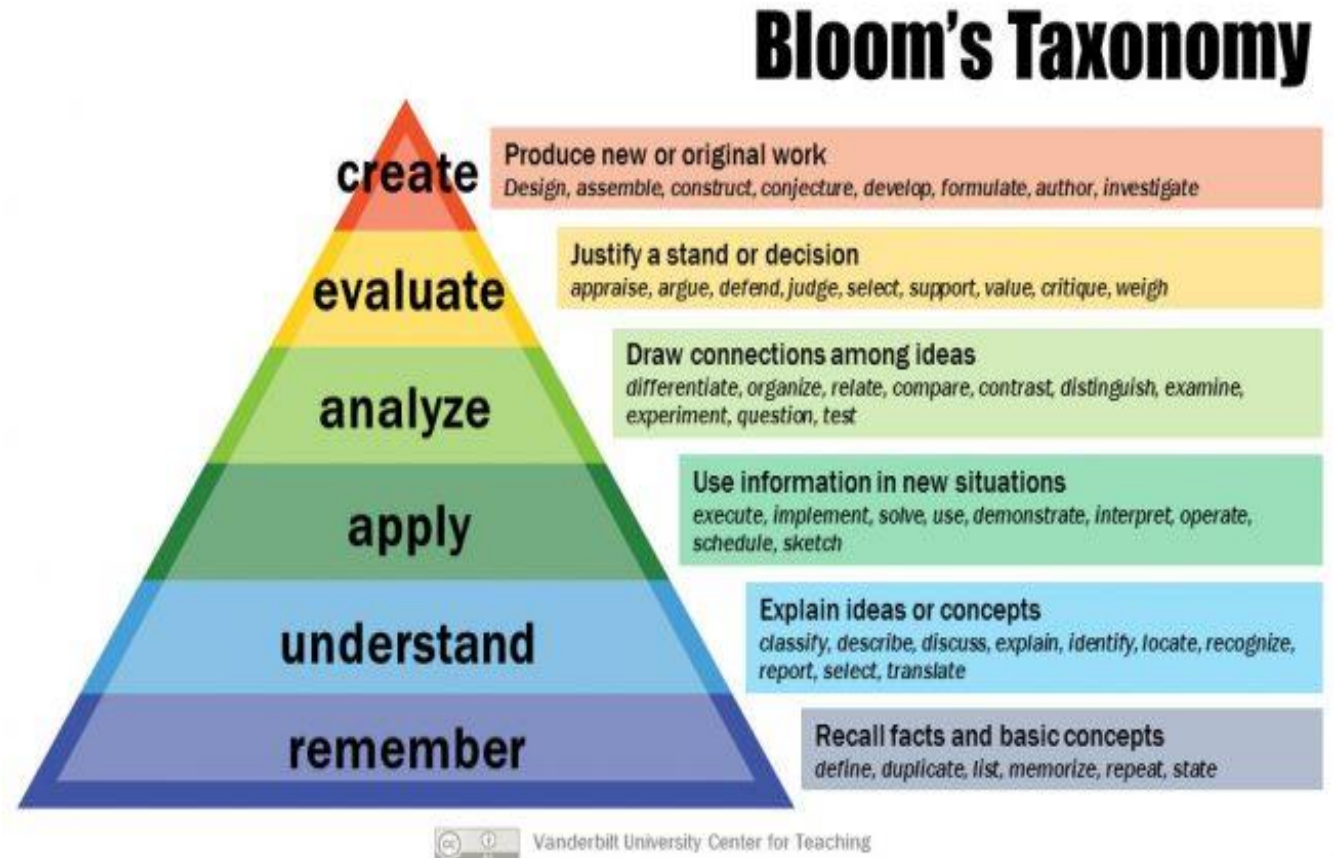 Bloom's Taxonomy
create
Produce new or original work
Design, assemble, construct, conjecture, develop, formulate, author, investigate
evaluate
Justify a stand or decision
appraise, argue, defend, judge, select, support, value, critique, weigh
analyze
Draw connections among ideas
differentiate, organize, relate, compare, contrast, distinguish, examine,
experiment, question, test
apply
Use information in new situations
execute, implement, solve, use, demonstrate, interpret, operate,
schedule, sketch
understand
Explain ideas or concepts
classify, describe, discuss, explain, identify, locate, recognize,
report, select, translate
remember
Recall facts and basic concepts
define, duplicate, list, memorize, repeat, state
cc
Vanderbilt University Center for Teaching